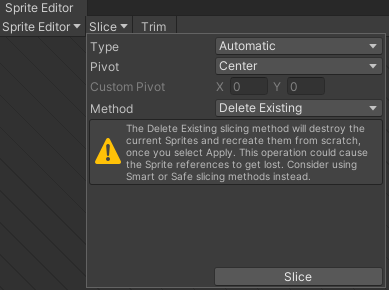 Sprite Editor
Sprite Editor Slice Trim
Type Automatic
Pivot Center
Custom Pivot X 0 Y 0
Method Delete Existing
The Delete Existing slicing method will destroy the
current Sprites and recreate them from scratch,
once you select Apply. This operation could cause
the Sprite references to get lost. Consider using
Smart or Safe slicing methods instead.
Slice